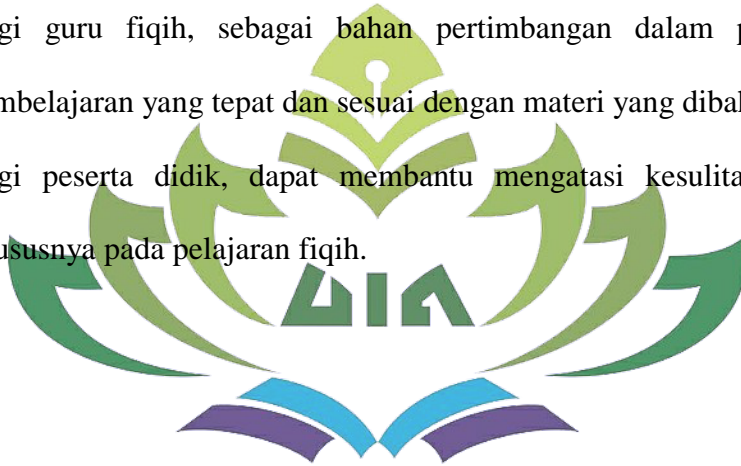 gi guru fiqih, sebagai bahan pertimbangan dalam p
mbelajaran yang tepat dan sesuai dengan materi yang dibal
gi peserta didik, dapat membantu mengatasi kesulita
ususnya pada pelajaran fiqih.
UIN